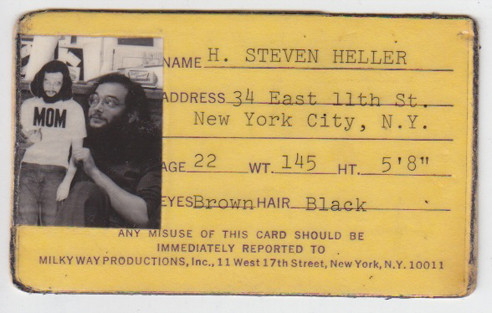 MOM
NAME H. STEVEN HELLER
ADDRESS 34 East 11th St.
New York City, N.Y.
AGE 22 WT. 145 HT. 5'8"
EYES Brown HAIR Black
ANY MISUSE OF THIS CARD SHOULD BE
IMMEDIATELY REPORTED TO
MILKY WAY PRODUCTIONS, Inc., 11 West 17th Street, New York, N.Y. 10011